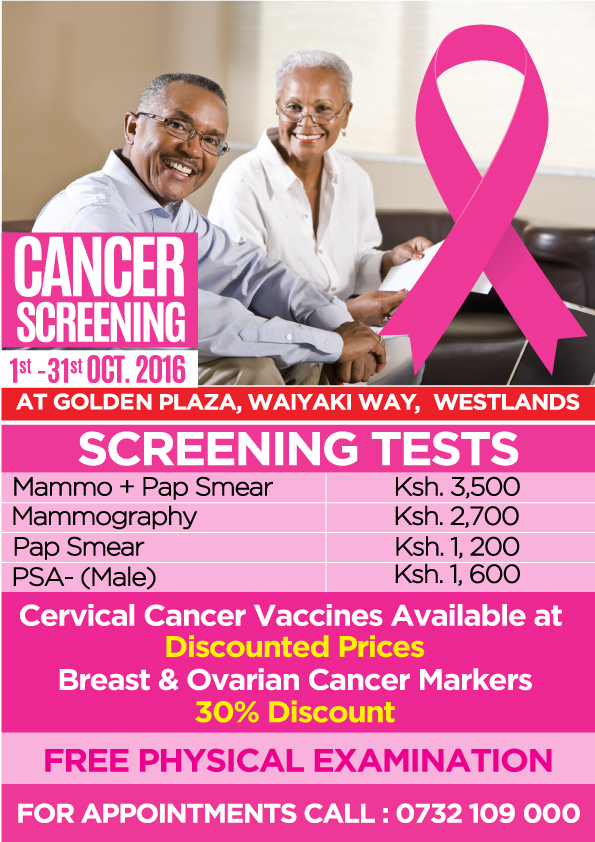 CANCER
SCREENING
1st -31st OCT. 2016
AT GOLDEN PLAZA, WAIYAKI WAY, WESTLANDS
SCREENING TESTS
Mammo + Pap Smear Ksh. 3,500
Mammography Ksh. 2,700
Pap Smear Ksh. 1, 200
PSA- (Male) Ksh. 1, 600
Cervical Cancer Vaccines Available at
Discounted Prices
Breast & Ovarian Cancer Markers
30% Discount
FREE PHYSICAL EXAMINATION
FOR APPOINTMENTS CALL : 0732 109 000